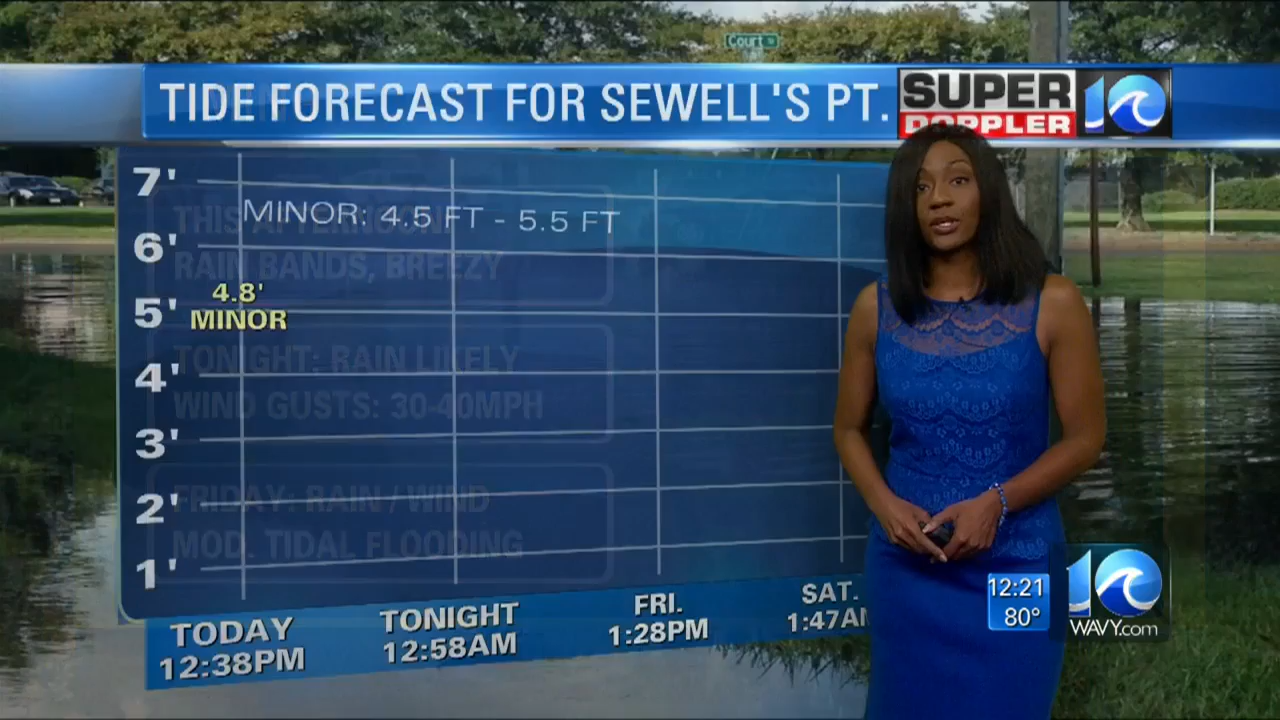 Court
TIDE FORECAST FOR SEWELL'S PT.
SUPER
DOPPLER
10
7'
MINOR: 4.5 FT - 5.5 FT
THIS AFTERNOON:
6'
RAIN BANDS, BREEZY
4.8'
5'
MINOR
TONIGHT: RAIN LIKELY
4'
WIND GUSTS: 30-40MPH
3'
FRIDAY: RAIN / WIND
2'
MOD. TIDAL FLOODING
1'
TODAY
12:38PM
TONIGHT
12:58AM
FRI.
1:28PM
SAT.
1:47A
12:21
80°
10
WAVY.com